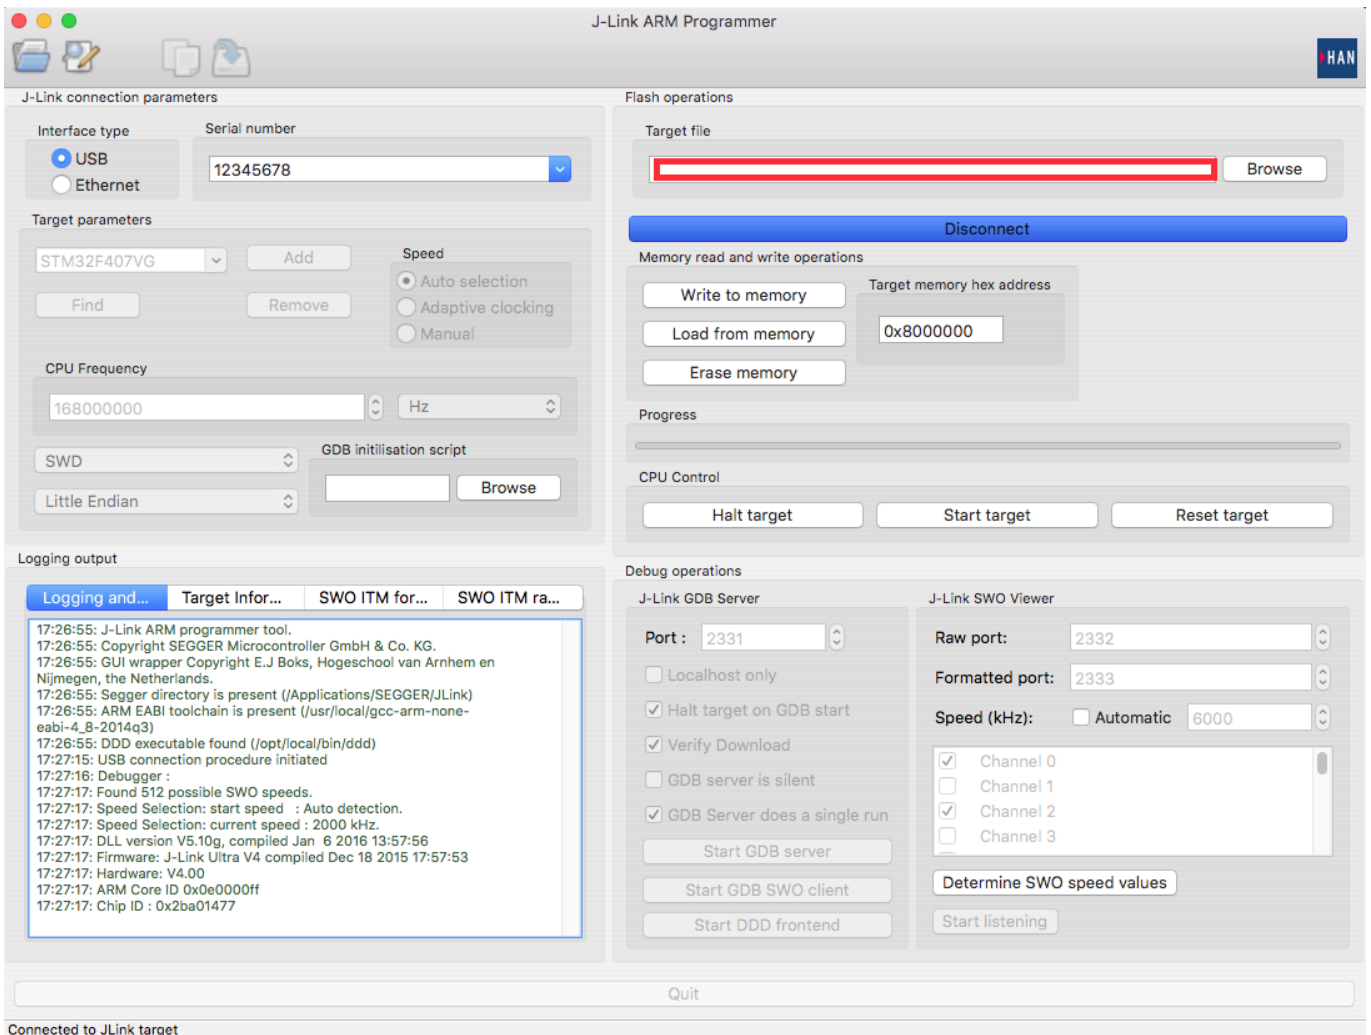 J-Link ARM Programmer
HAN
J-Link connection parameters
Interface type
USB
Ethernet
Serial number
12345678
Target parameters
STM32F407VG
Add
Find
Remove
Speed
Auto selection
Adaptive clocking
Manual
CPU Frequency
168000000
Hz
SWD
Little Endian
GDB initilisation script
Browse
Flash operations
Target file
Browse
Disconnect
Memory read and write operations
Write to memory
Load from memory
Erase memory
Target memory hex address
0x8000000
Progress
CPU Control
Halt target
Start target
Reset target
Logging output
Logging and...
Target Infor...
SWO ITM for...
SWO ITM ra...
17:26:55: J-Link ARM programmer tool.
17:26:55: Copyright SEGGER Microcontroller GmbH & Co. KG.
17:26:55: GUI wrapper Copyright E.J Boks, Hogeschool van Arnhem en
Nijmegen, the Netherlands.
17:26:55: Segger directory is present (/Applications/SEGGER/JLink)
17:26:55: ARM EABI toolchain is present (/usr/local/gcc-arm-none-
eabi-4_8-2014q3)
17:26:55: DDD executable found (/opt/local/bin/ddd)
17:27:15: USB connection procedure initiated
17:27:16: Debugger :
17:27:17: Found 512 possible SWO speeds.
17:27:17: Speed Selection: start speed : Auto detection.
17:27:17: Speed Selection: current speed : 2000 kHz.
17:27:17: DLL version V5.10g, compiled Jan 6 2016 13:57:56
17:27:17: Firmware: J-Link Ultra V4 compiled Dec 18 2015 17:57:53
17:27:17: Hardware: V4.00
17:27:17: ARM Core ID 0x0e0000ff
17:27:17: Chip ID : 0x2ba01477
Debug operations
J-Link GDB Server
Port : 2331
Localhost only
Halt target on GDB start
Verify Download
GDB server is silent
GDB Server does a single run
Start GDB server
Start GDB SWO client
Start DDD frontend
J-Link SWO Viewer
Raw port: 2332
Formatted port: 2333
Speed (kHz): Automatic 6000
Channel 0
Channel 1
Channel 2
Channel 3
Determine SWO speed values
Start listening
Quit
Connected to JLink target